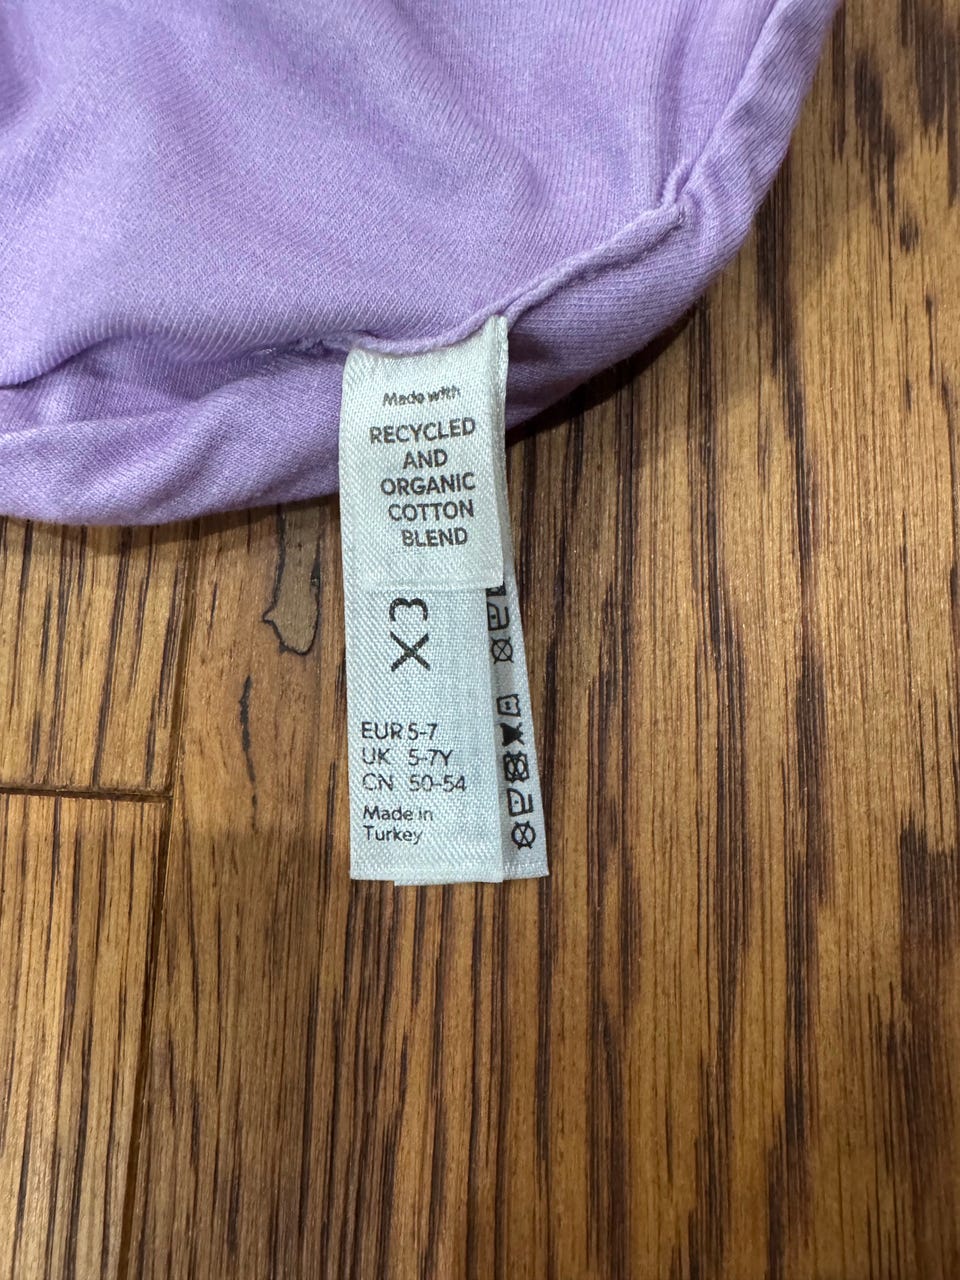 Made with
RECYCLED
AND
ORGANIC
COTTON
BLEND
X3
EUR 5-7
UK 5-7Y
CN 50-54
Made in
Turkey